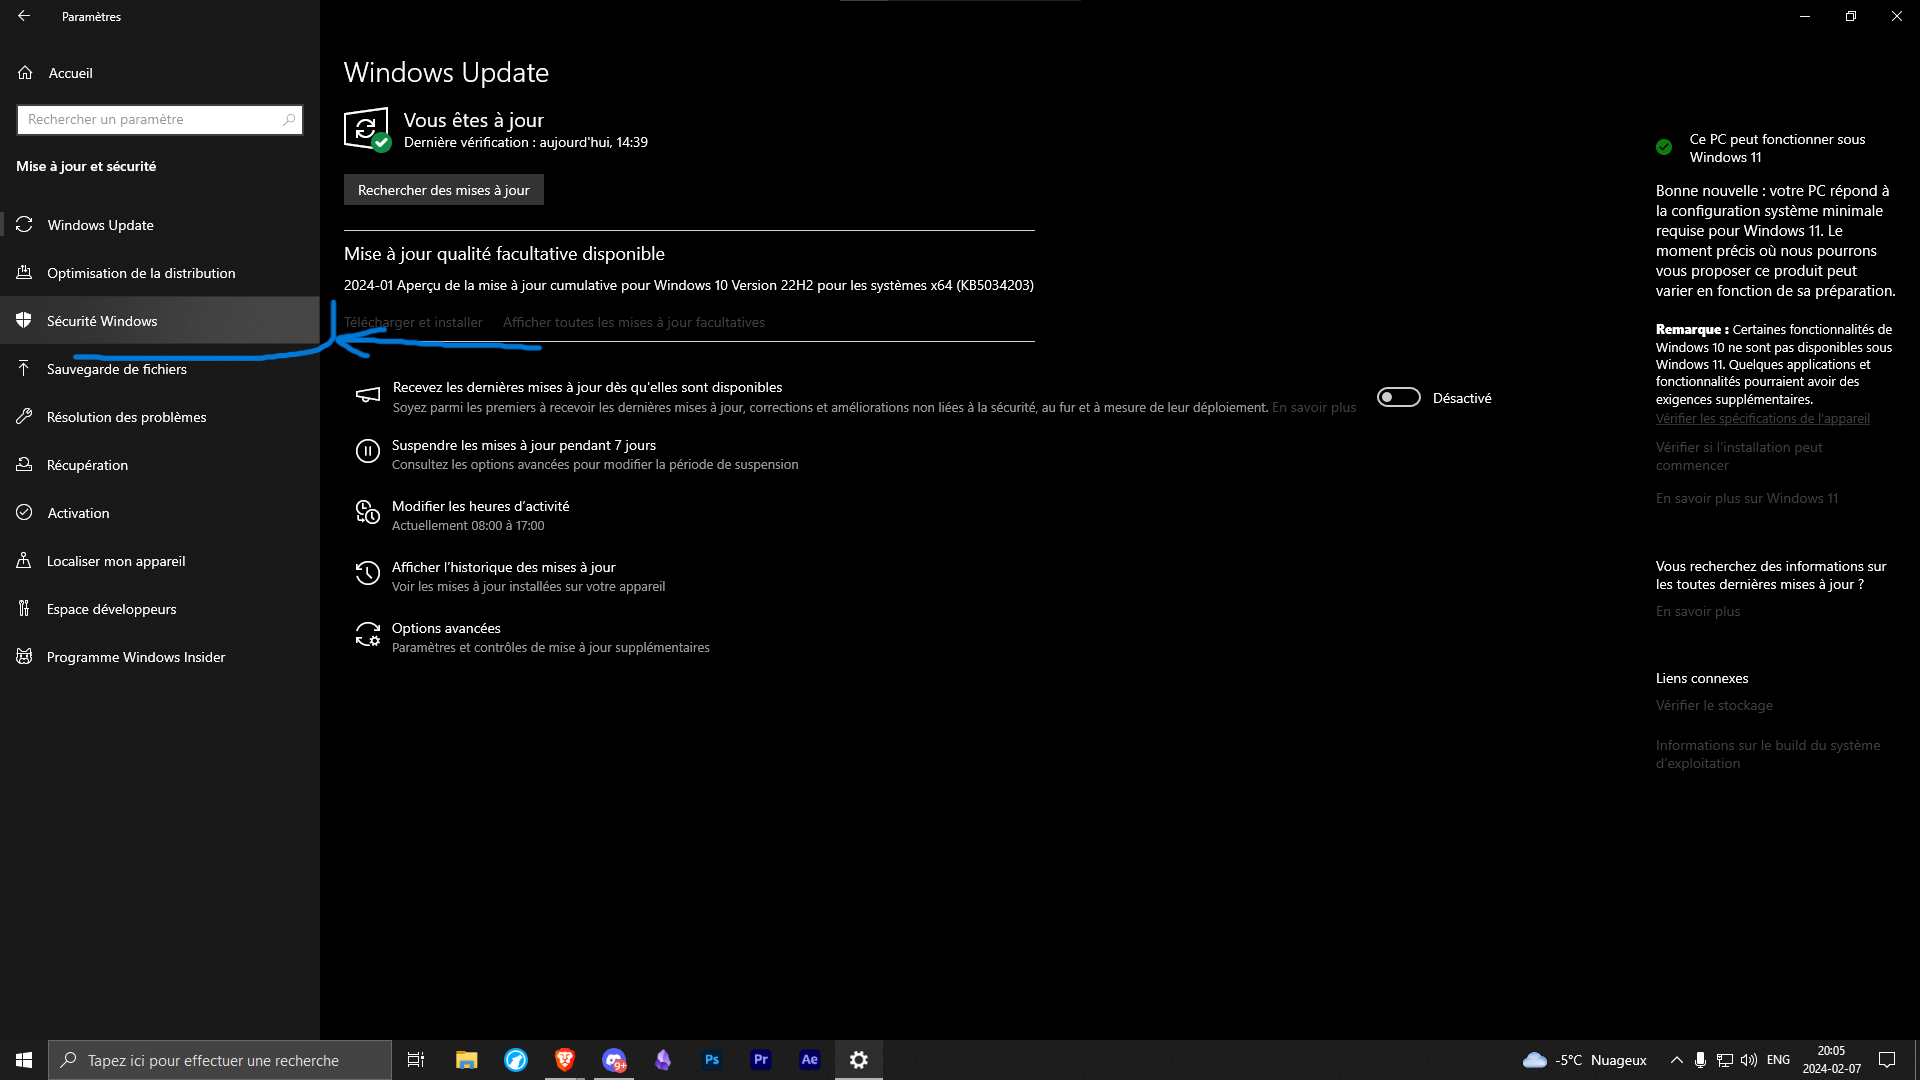 Paramètres
Accueil
Rechercher un paramètre
Mise à jour et sécurité
Windows Update
Optimisation de la distribution
Sécurité Windows
Sauvegarde de fichiers
Résolution des problèmes
Récupération
Activation
Localiser mon appareil
Espace développeurs
Programme Windows Insider
Windows Update
Vous êtes à jour
Dernière vérification : aujourd'hui, 14:39
Rechercher des mises à jour
Mise à jour qualité facultative disponible
2024-01 Aperçu de la mise à jour cumulative pour Windows 10 Version 22H2 pour les systèmes x64 (KB5034203)
Télécharger et installer Afficher toutes les mises à jour facultatives
Recevez les dernières mises à jour dès qu'elles sont disponibles
Soyez parmi les premiers à recevoir les dernières mises à jour, corrections et améliorations non liées à la sécurité, au fur et à mesure de leur déploiement. En savoir plus
Désactivé
Suspendre les mises à jour pendant 7 jours
Consultez les options avancées pour modifier la période de suspension
Modifier les heures d’activité
Actuellement 08:00 à 17:00
Afficher l’historique des mises à jour
Voir les mises à jour installées sur votre appareil
Options avancées
Paramètres et contrôles de mise à jour supplémentaires
Ce PC peut fonctionner sous
Windows 11
Bonne nouvelle : votre PC répond à
la configuration système minimale
requise pour Windows 11. Le
moment précis où nous pourrons
vous proposer ce produit peut
varier en fonction de sa préparation.
Remarque : Certaines fonctionnalités de
Windows 10 ne sont pas disponibles sous
Windows 11. Quelques applications et
fonctionnalités pourraient avoir des
exigences supplémentaires.
Vérifier les spécifications de l'appareil
Vérifier si l’installation peut
commencer
En savoir plus sur Windows 11
Vous recherchez des informations sur
les toutes dernières mises à jour ?
En savoir plus
Liens connexes
Vérifier le stockage
Informations sur le build du système
d'exploitation
Tapez ici pour effectuer une recherche
9+
Ps
Pr
Ae
-5°C Nuageux
ENG
20:05
2024-02-07